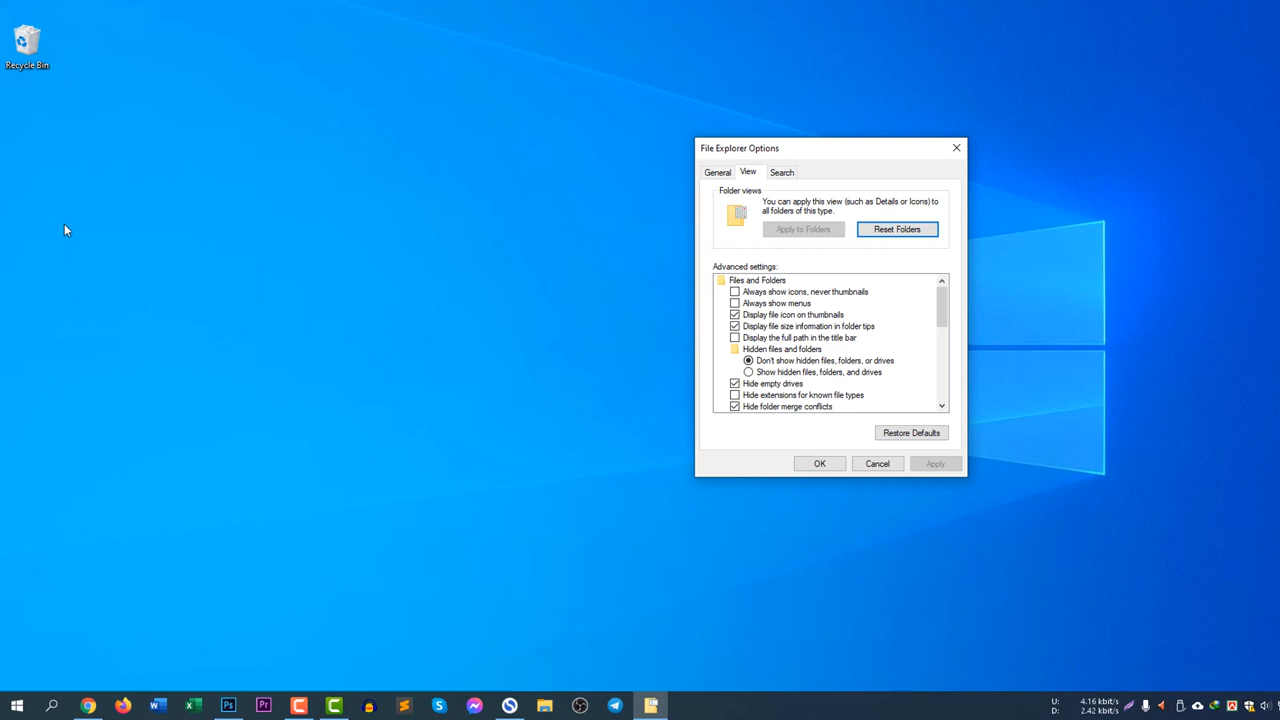 Recycle Bin
File Explorer Options
General
View
Search
Folder views
You can apply this view (such as Details or Icons) to
all folders of this type.
Apply to Folders
Reset Folders
Advanced settings:
Files and Folders
Always show icons, never thumbnails
Always show menus
Display file icon on thumbnails
Display file size information in folder tips
Display the full path in the title bar
Hidden files and folders
Don't show hidden files, folders, or drives
Show hidden files, folders, and drives
Hide empty drives
Hide extensions for known file types
Hide folder merge conflicts
Restore Defaults
OK
Cancel
Apply
U: 4.16 kbit/s
D: 2.42 kbit/s